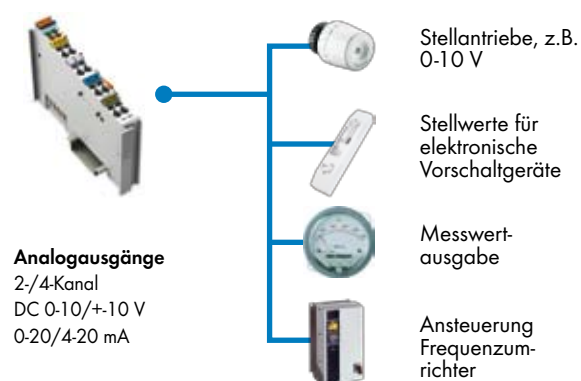 Stellantriebe, z.B.
0-10 V
Stellwerte für
elektronische
Vorschaltgeräte
Messwert-
ausgabe
Ansteuerung
Frequenzum-
richter
Analogausgänge
2-/4-Kanal
DC 0-10/+-10 V
0-20/4-20 mA